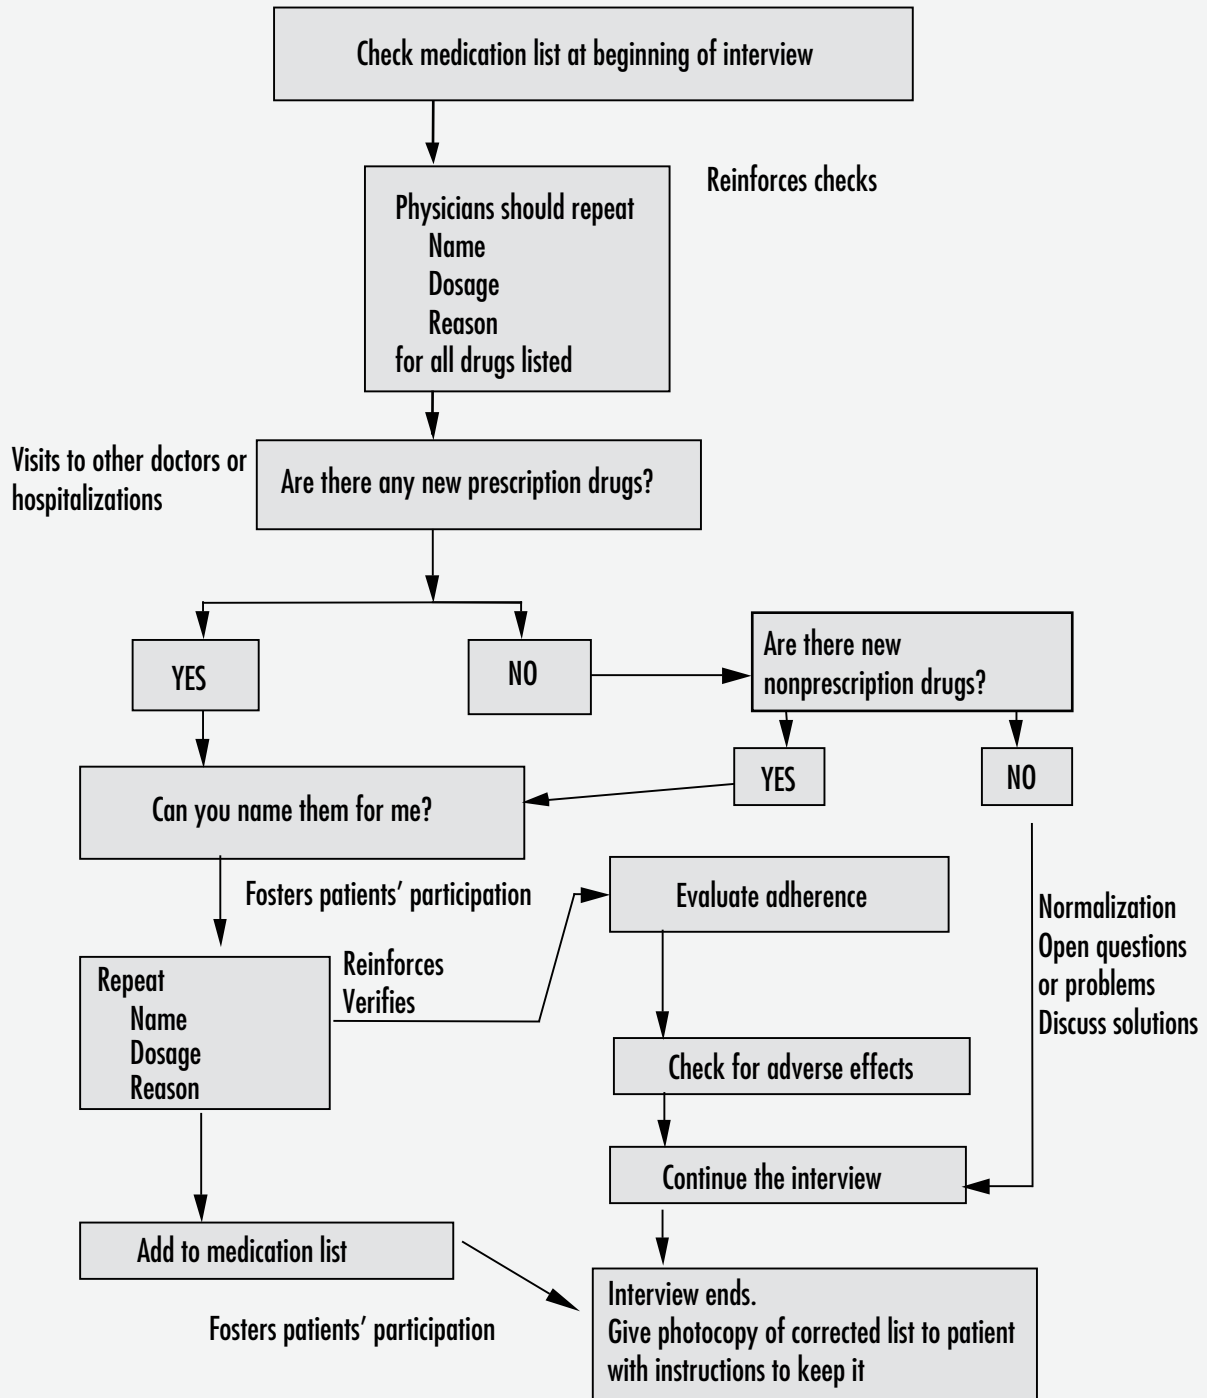 Check medication list at beginning of interview
Reinforces checks
Physicians should repeat
Name
Dosage
Reason
for all drugs listed
Visits to other doctors or
hospitalizations
Are there any new prescription drugs?
YES
NO
Are there new
nonprescription drugs?
YES
NO
Can you name them for me?
Fosters patients’ participation
Evaluate adherence
Normalization
Open questions
or problems
Discuss solutions
Repeat
Name
Dosage
Reason
Reinforces
Verifies
Check for adverse effects
Continue the interview
Add to medication list
Fosters patients’ participation
Interview ends.
Give photocopy of corrected list to patient
with instructions to keep it